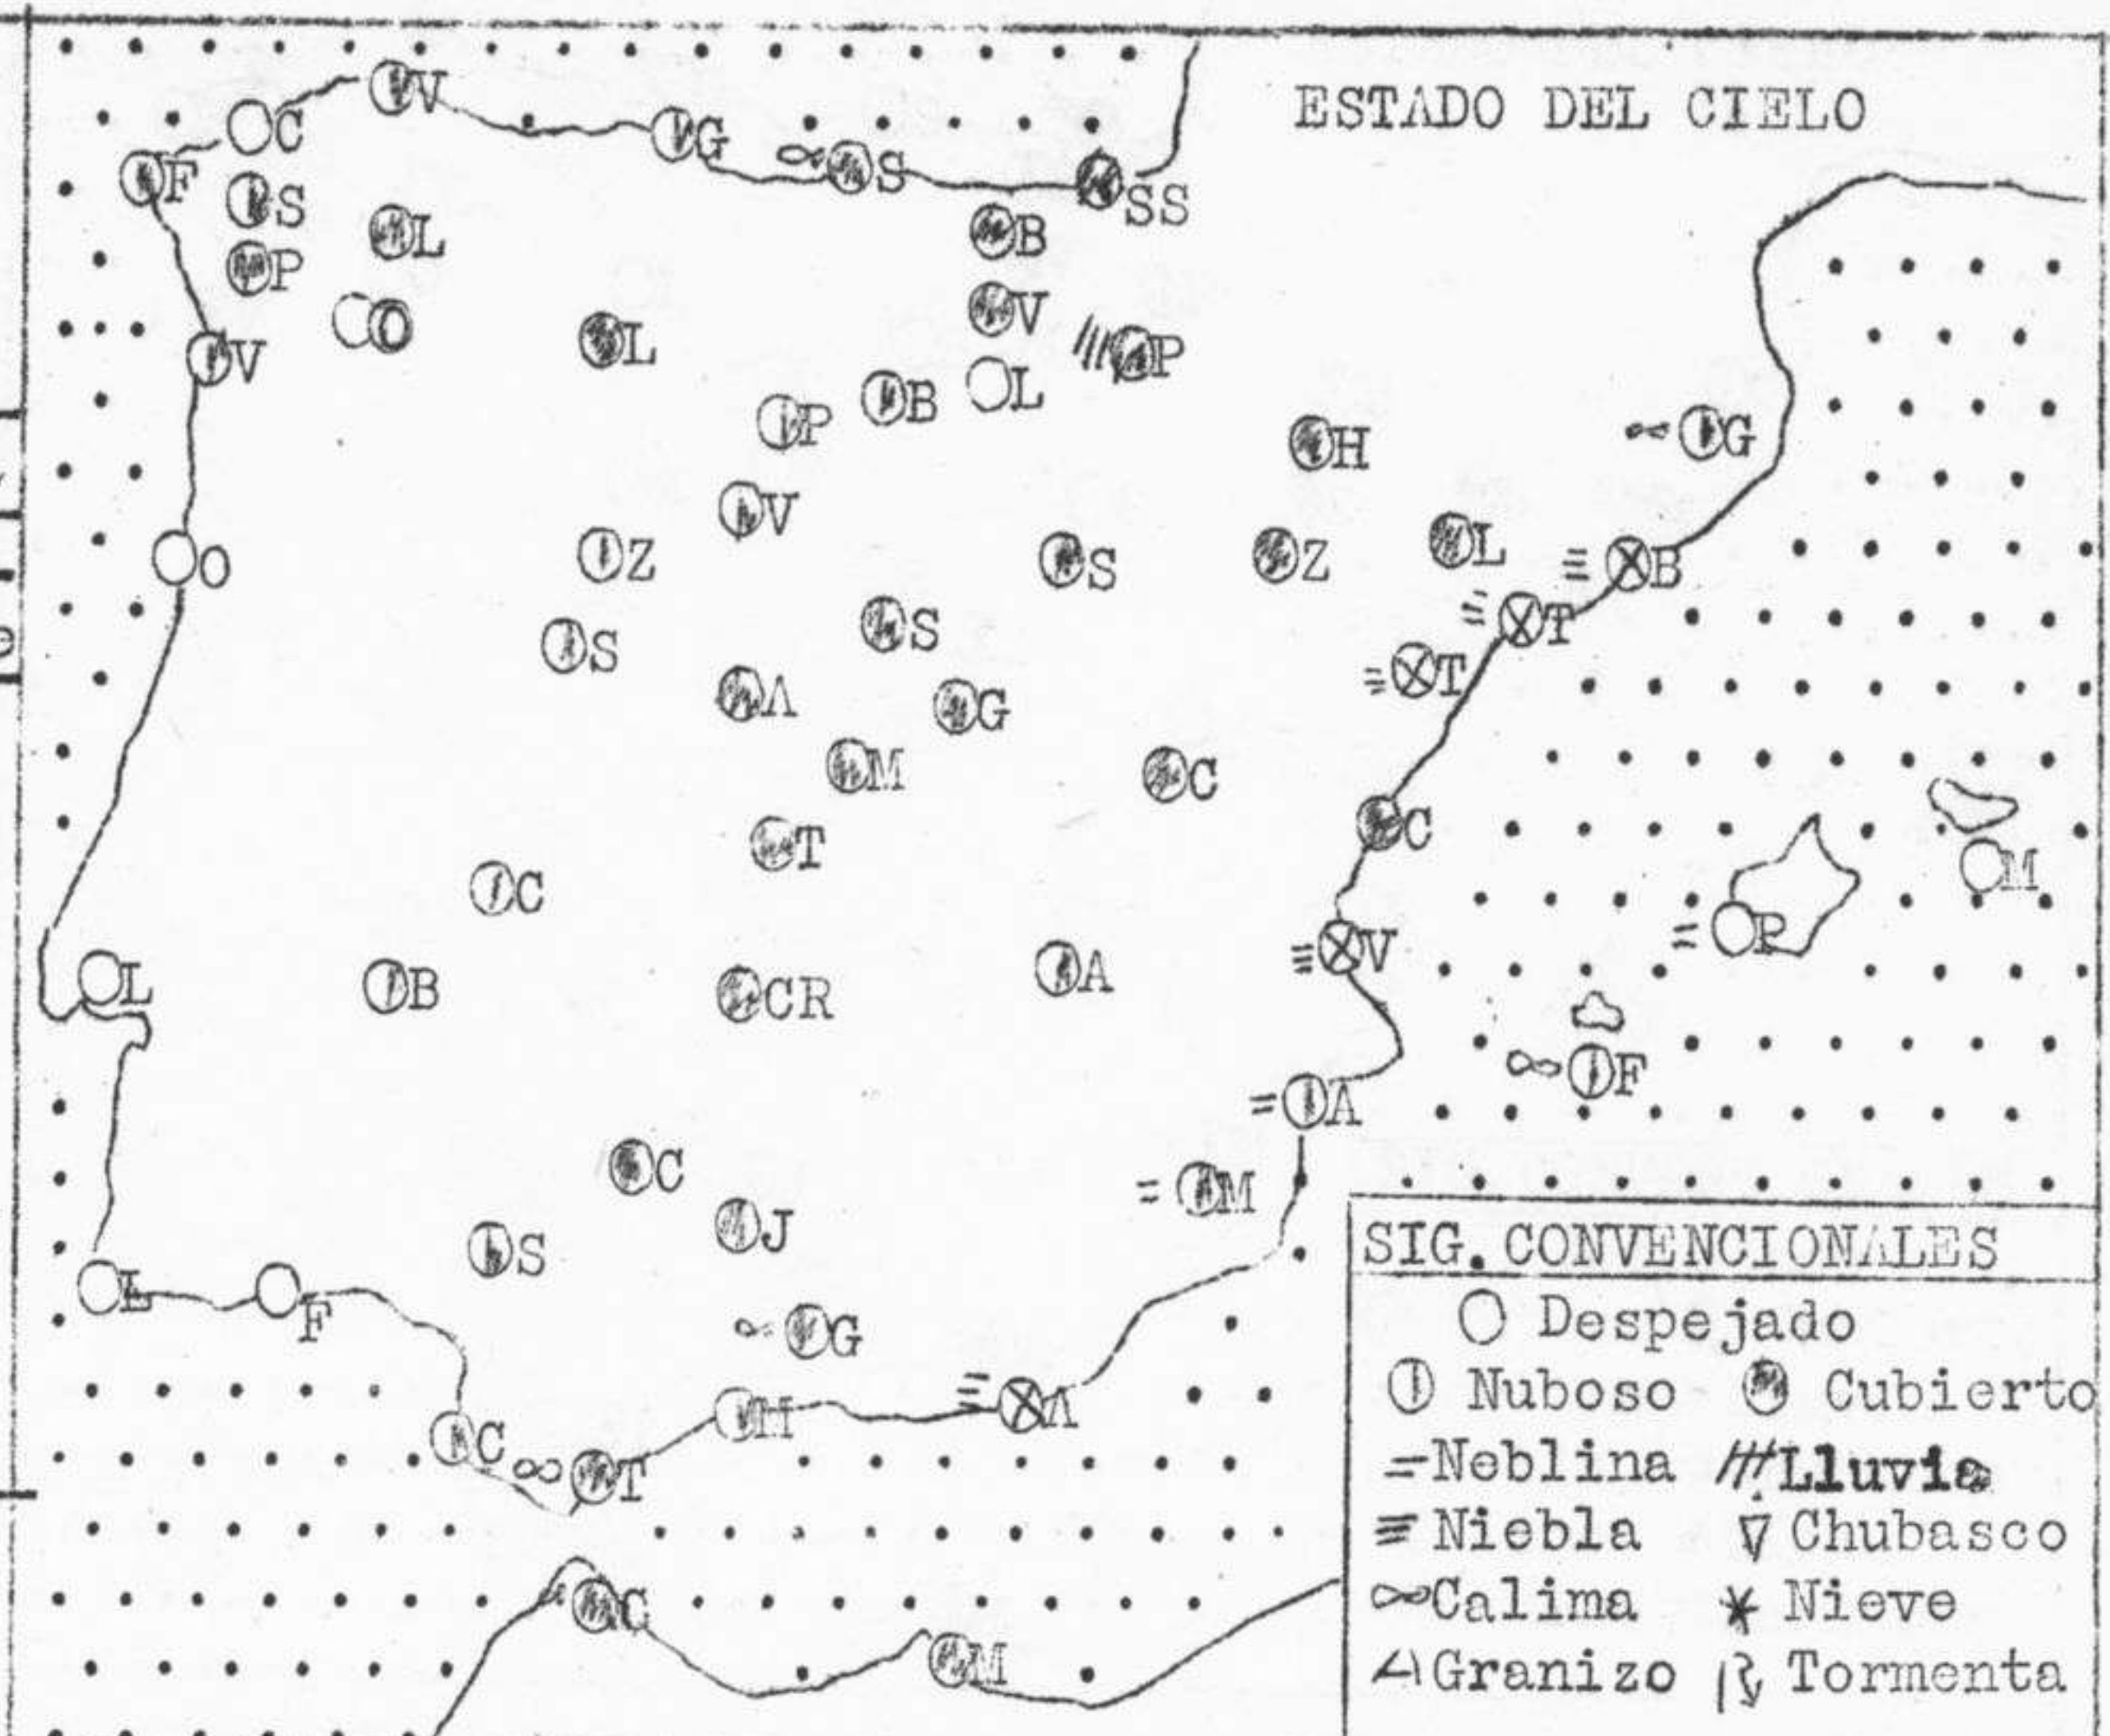 ESTADO DEL CIELO
V
C
G
F
S
S
SS
L
B
P
O
V
V
L
P
L
B
P
H
G
V
O
Z
S
Z
L
B
S
S
T
T
A
G
M
C
T
C
C
M
P
V
L
B
CR
A
F
A
C
M
S
J
L
F
G
M
A
C
T
C
M
SIG. CONVENCIONALES
Despejado
Nuboso Cubierto
Neblina Lluvia
Niebla Chubasco
Calima Nieve
Granizo Tormenta